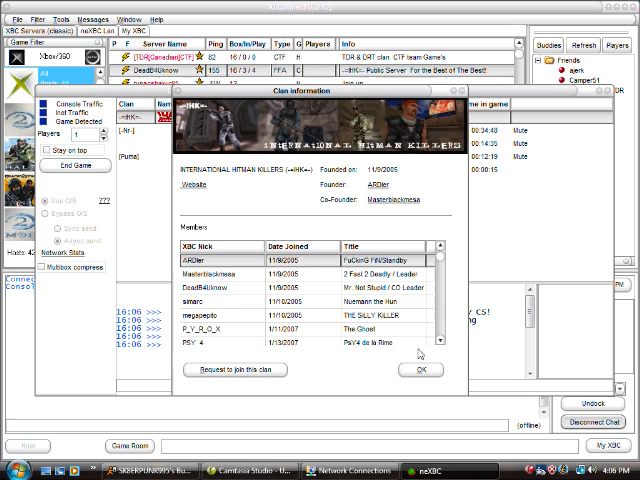 XBConnect
File Filter Tools Messages Window Help
XBC Servers (classic) neXBC Lan My XBC
Game Filter
Xbox/360
All
P F Server Name Ping Box/In/Play Type G Players Info
[TDR](Canadian]CTF 82 16 / 0 / 0 CTF H TDR & DRT clan CTF team Game's
DeadB4Uknow 155 16 / 3 / 4 FFA C -=IHK=- Public Server For the Best of The Best!!
Buddies Refresh Players
Friends
ajerk
Camper51
Console Traffic
Inet Traffic
Game Detected
Players 1
Stay on top
End Game
Use O/S ???
Bypass O/S
Sync send
Async send
Network Stats
Multibox compress
Clan
-=IHK=-
[-Nr-]
[Puma]
Time in game
00:34:48 Mute
00:14:35 Mute
00:12:19 Mute
00:00:15
Clan information
-=IHK=-
INTERNATIONAL HITMAN KILLERS
INTERNATIONAL HITMAN KILLERS (-=IHK=-)
Website
Founded on: 11/9/2005
Founder: ARDler
Co-Founder: Masterblackmesa
Members
XBC Nick Date Joined Title
ARDler 11/9/2005 FuCkinG FiN/Standby
Masterblackmesa 11/9/2005 2 Fast 2 Deadly / Leader
DeadB4Uknow 11/9/2005 Mr. Not Stupid / CO Leader
simarc 11/10/2005 Nuemann the Hun
megapepito 11/10/2005 THE SiLLY KILLER
P_Y_R_O_X 1/11/2007 The Ghost
PSY_4 1/13/2007 PsY4 de la Rime
Request to join this clan OK
16:06 >>>
16:06 >>>
16:06 >>>
16:06 >>>
CS!
Undock
(offline) Disconnect Chat
Host Game Room My XBC
SK8ERPUNK995's Bu... Camtasia Studio - U... Network Connections neXBC 4:06 PM